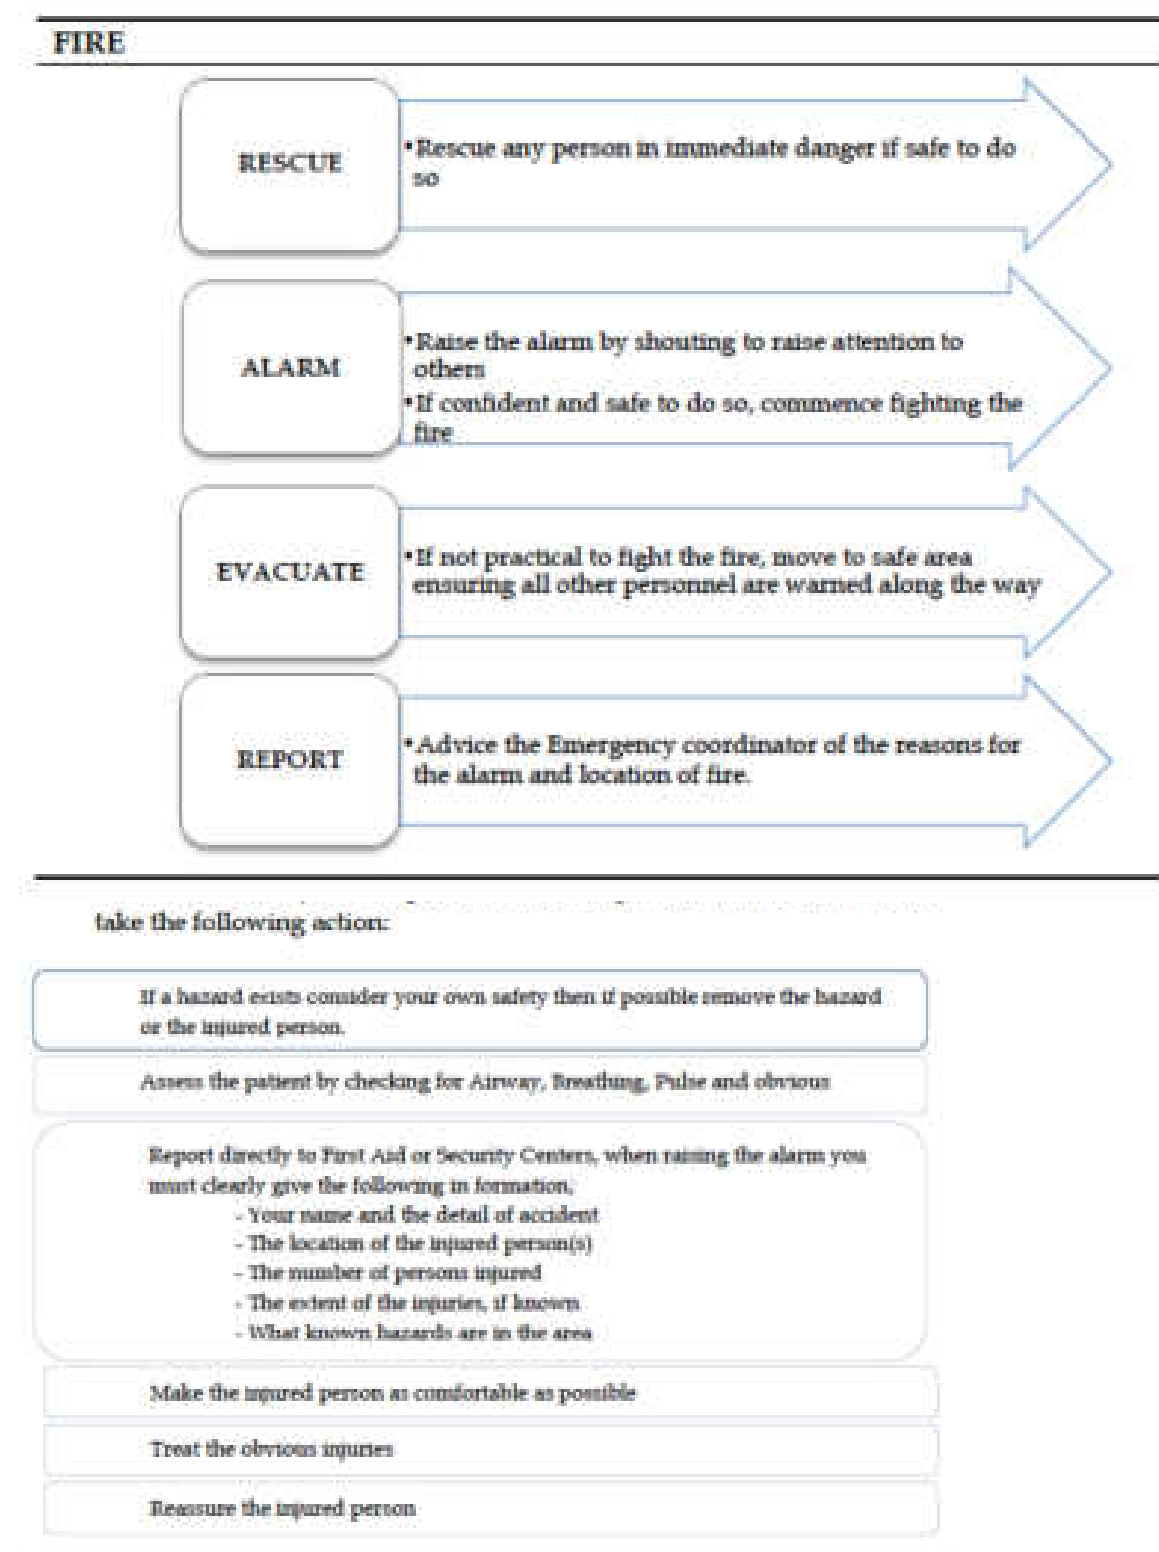 FIRE
RESCUE
•Rescue any person in immediate danger if safe to do
so
ALARM
•Raise the alarm by shouting to raise attention to
others
•If confident and safe to do so, commence fighting the
fire
EVACUATE
•If not practical to fight the fire, move to safe area
ensuring all other personnel are warned along the way
REPORT
•Advice the Emergency coordinator of the reasons for
the alarm and location of fire.
take the following action:
If a hazard exists consider your own safety then if possible remove the hazard
or the injured person.
Assess the patient by checking for Airway, Breathing, Pulse and obvious
Report directly to First Aid or Security Centers, when raising the alarm you
must clearly give the following in formation,
- Your name and the detail of accident
- The location of the injured person(s)
- The number of persons injured
- The extent of the injuries, if known
- What known hazards are in the area
Make the injured person as comfortable as possible
Treat the obvious injuries
Reassure the injured person